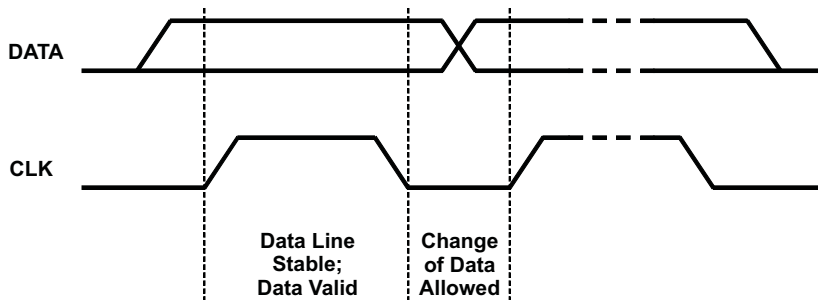 DATA
CLK
Data Line
Stable;
Data Valid
Change
of Data
Allowed